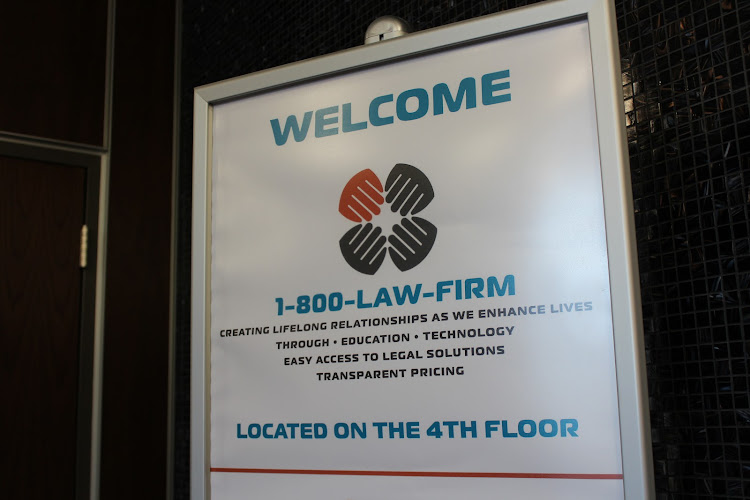 WELCOME
1-800-LAW-FIRM
CREATING LIFELONG RELATIONSHIPS AS WE ENHANCE LIVES
THROUGH • EDUCATION • TECHNOLOGY
EASY ACCESS TO LEGAL SOLUTIONS
TRANSPARENT PRICING
LOCATED ON THE 4TH FLOOR